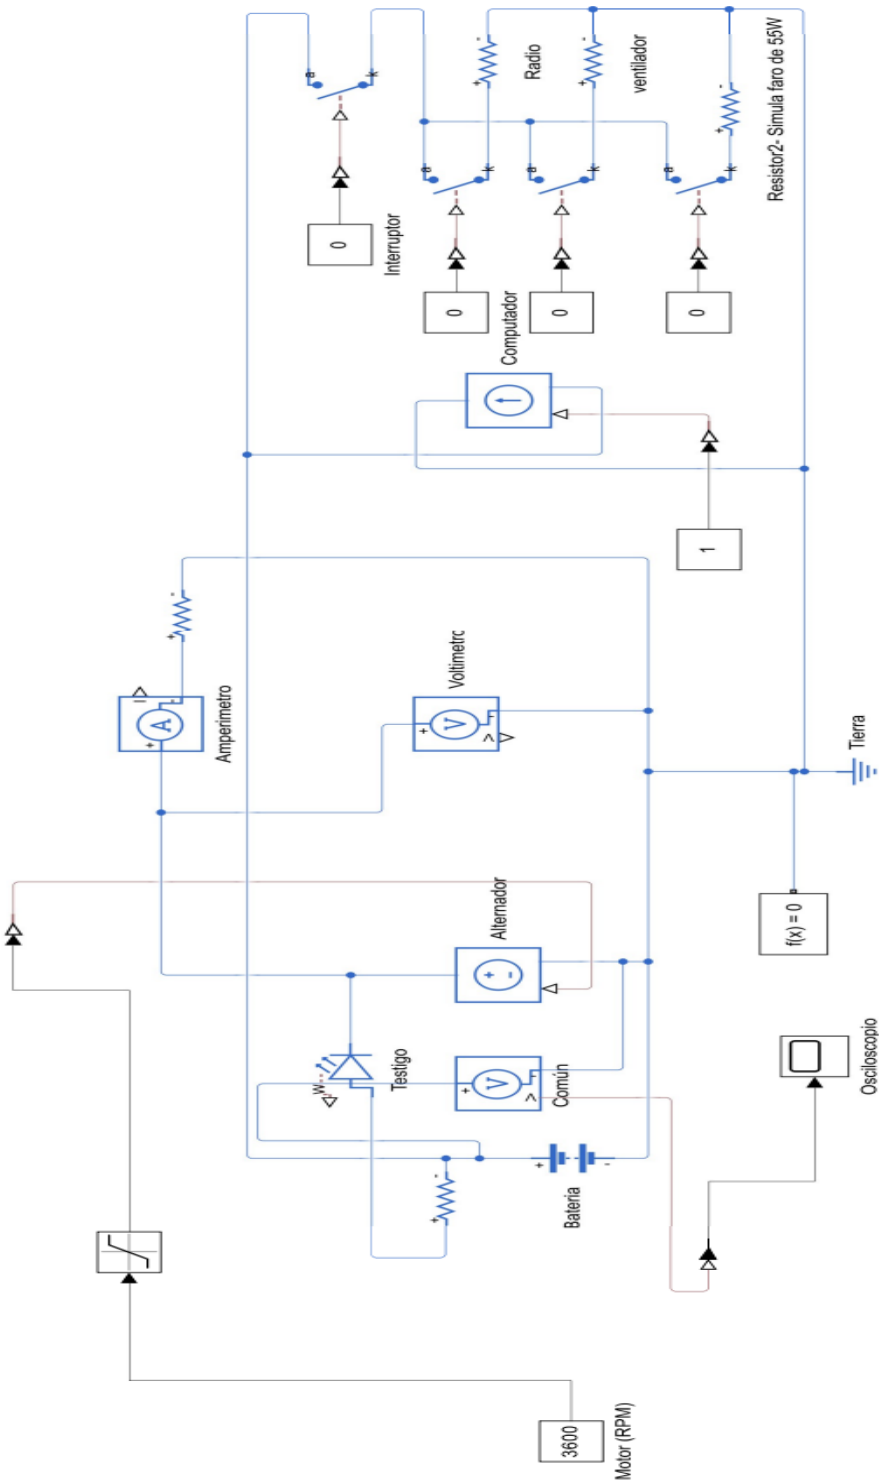 3600
Motor (RPM)
Bateria
+
-
+
-
Común
V
+
-
Testigo
W
Alternador
+
-
Osciloscopio
f(x) = 0
Tierra
Amperimetro
A
+
-
I
+
-
Voltimetrc
V
+
-
1
Computador
0
Interruptor
a
k
0
a
k
Radio
+
-
0
a
k
ventilador
+
-
0
a
k
Resistor2- Simula faro de 55W
+
-